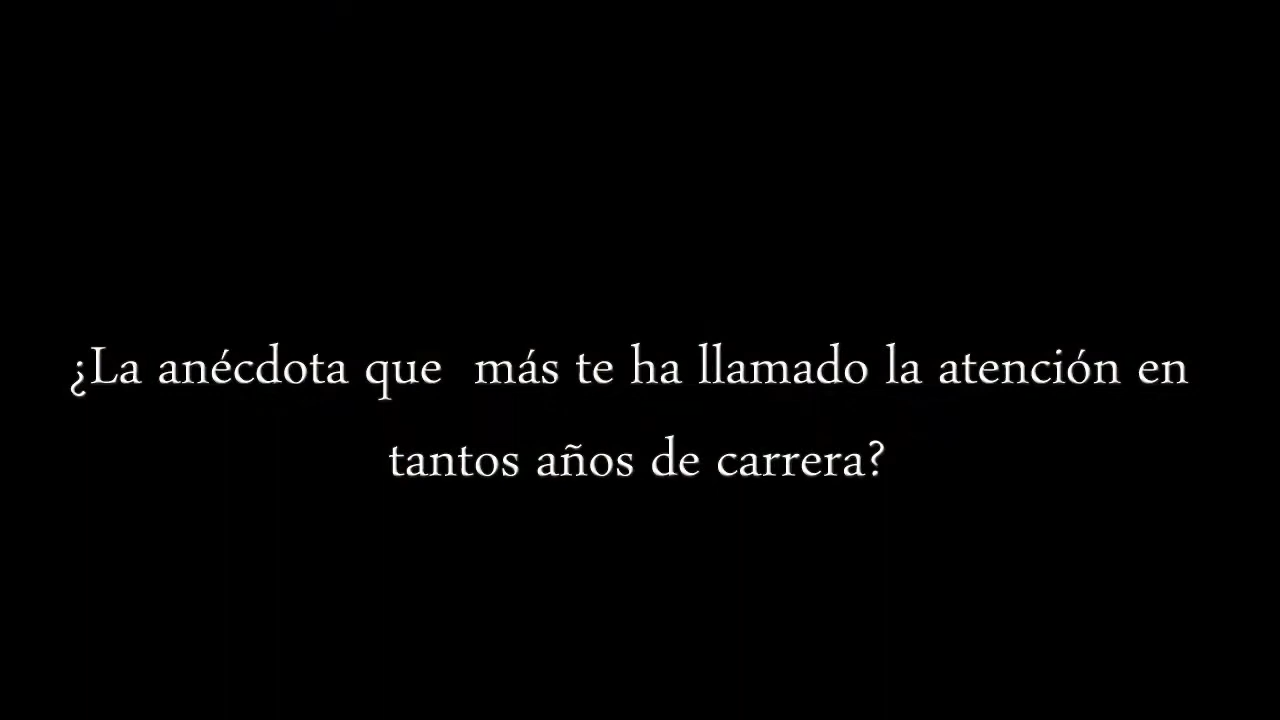 ¿La anécdota que  más te ha llamado la atención en
tantos años de carrera?